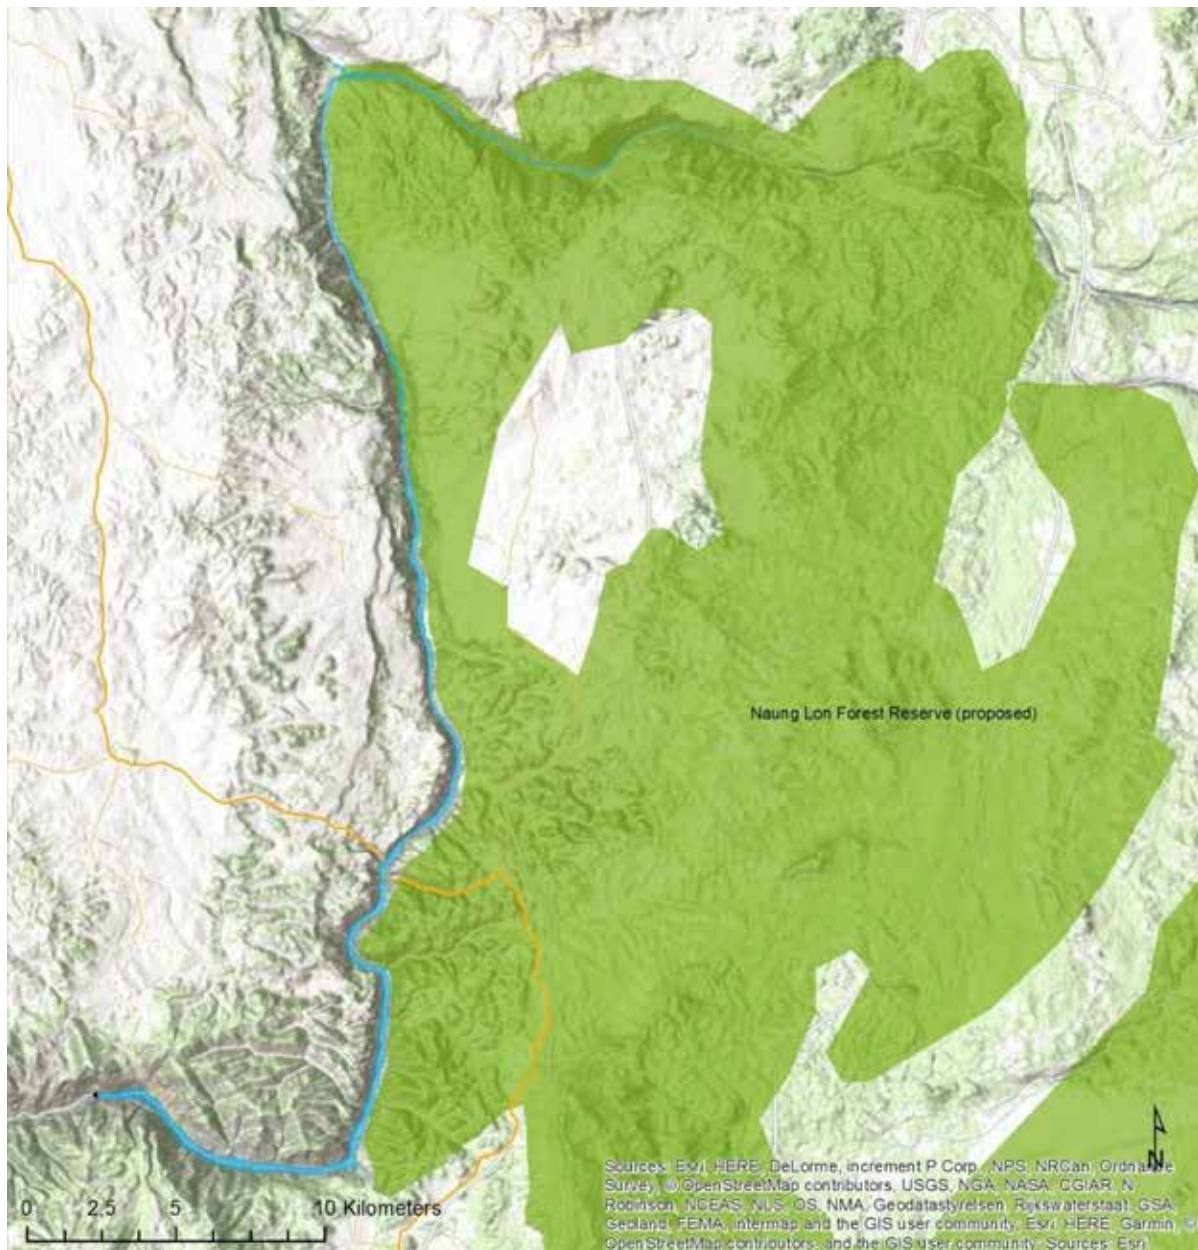 Naung Lon Forest Reserve (proposed)
N
Sources: Esri, HERE, DeLorme, increment P Corp., NPS, NRCan, Ordnance
Survey, © OpenStreetMap contributors, USGS, NGA, NASA, CGIAR, N
Robinson, NCEAS, NLS, OS, NMA, Geodatastyrelsen, Rijkswaterstaat, GSA,
Geoland, FEMA, Intermap and the GIS user community, Esri, HERE, Garmin, ©
OpenStreetMap contributors, and the GIS user community, Sources: Esri
0 2.5 5 10 Kilometers